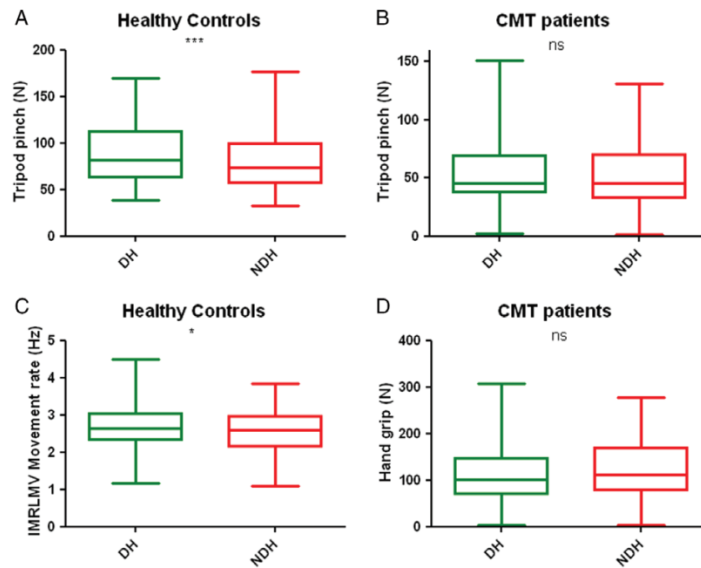 A
Healthy Controls
***
Tripod pinch (N)
200
150
100
50
0
DH
NDH
B
CMT patients
ns
Tripod pinch (N)
150
100
50
0
DH
NDH
C
Healthy Controls
*
IMRLMV Movement rate (Hz)
5
4
3
2
1
0
DH
NDH
D
CMT patients
ns
Hand grip (N)
400
300
200
100
0
DH
NDH